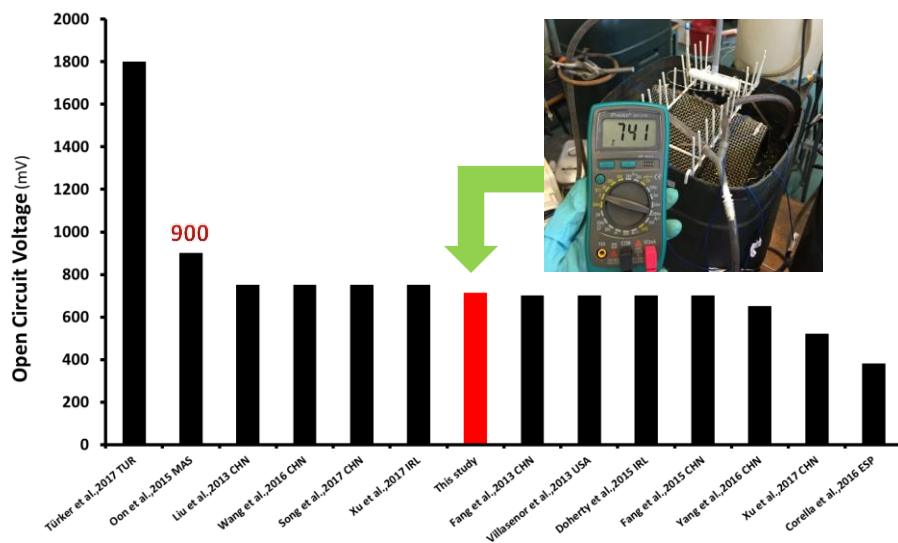 2000
1800
1600
1400
1200
1000
800
600
400
200
0
Open Circuit Voltage (mV)
900
741
Türker et al.,2017 TUR
Oon et al.,2015 MAS
Liu et al.,2013 CHN
Wang et al.,2016 CHN
Song et al.,2017 CHN
Xu et al.,2017 IRL
This study
Fang et al.,2013 CHN
Villasenor et al.,2013 USA
Doherty et al.,2015 IRL
Fang et al.,2015 CHN
Yang et al.,2016 CHN
Xu et al.,2017 CHN
Corella et al.,2016 ESP